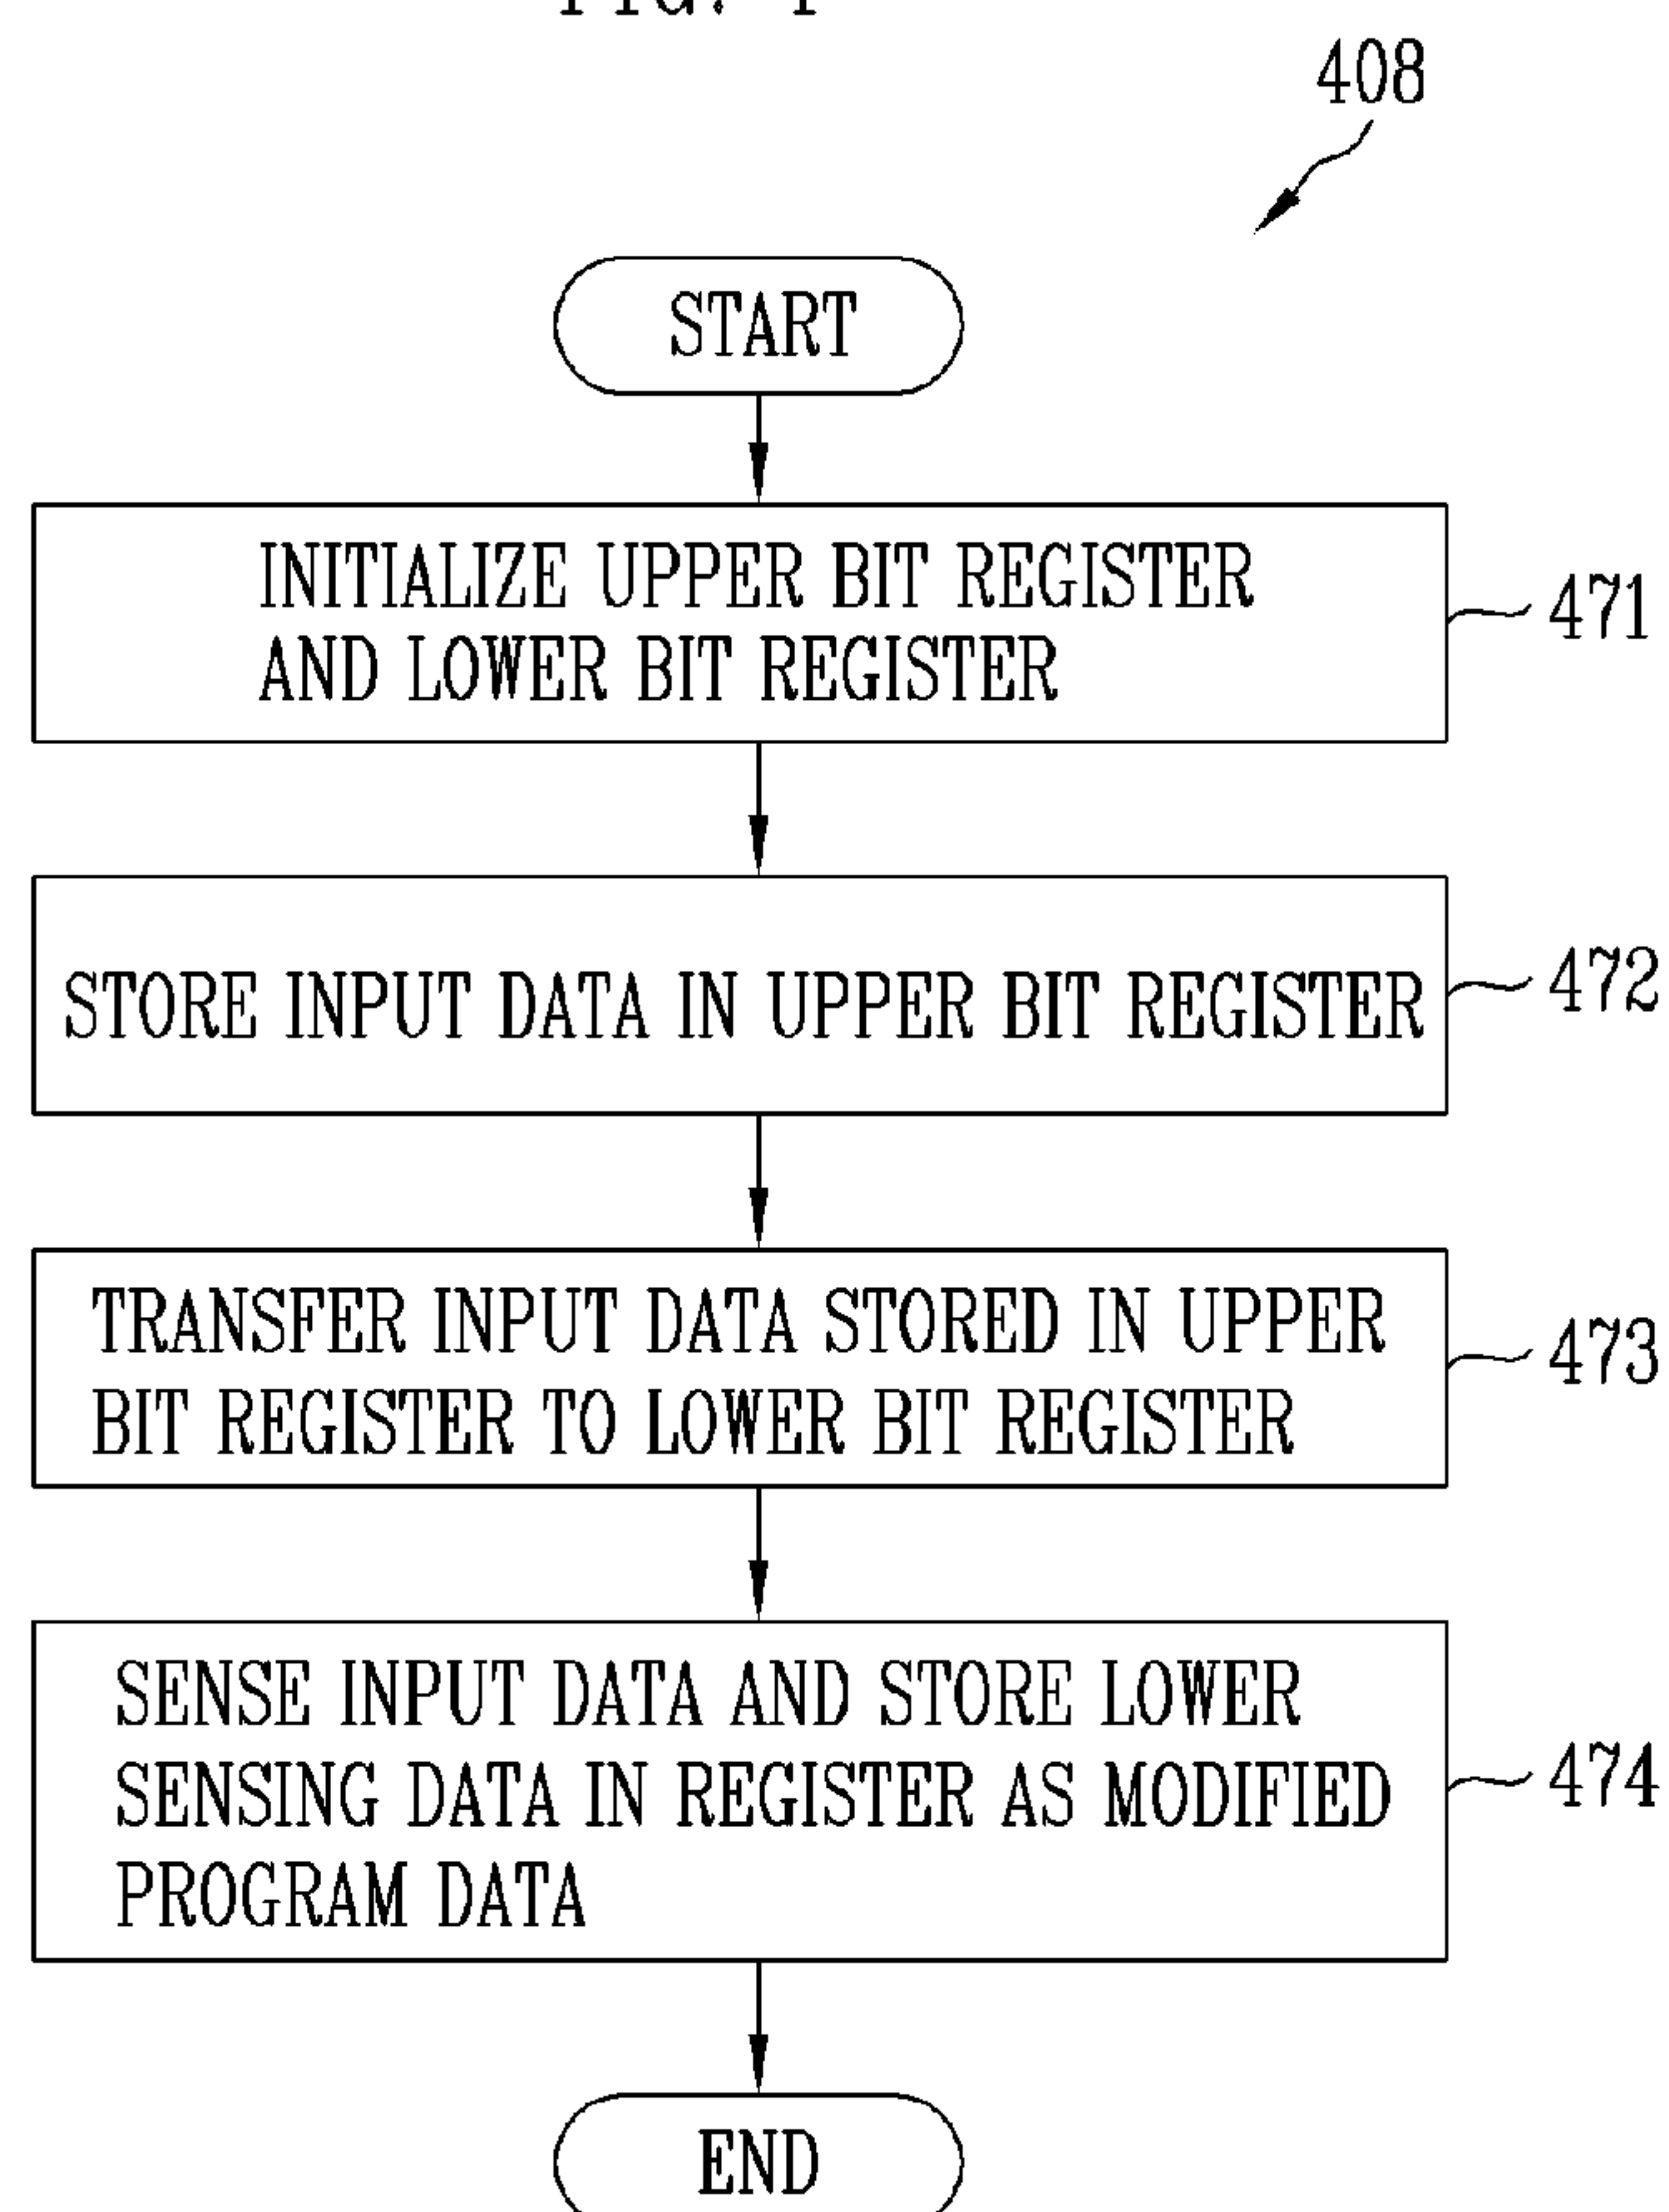 408
START
INITIALIZE UPPER BIT REGISTER
AND LOWER BIT REGISTER
471
STORE INPUT DATA IN UPPER BIT REGISTER
472
TRANSFER INPUT DATA STORED IN UPPER
BIT REGISTER TO LOWER BIT REGISTER
473
SENSE INPUT DATA AND STORE LOWER
SENSING DATA IN REGISTER AS MODIFIED
PROGRAM DATA
474
END